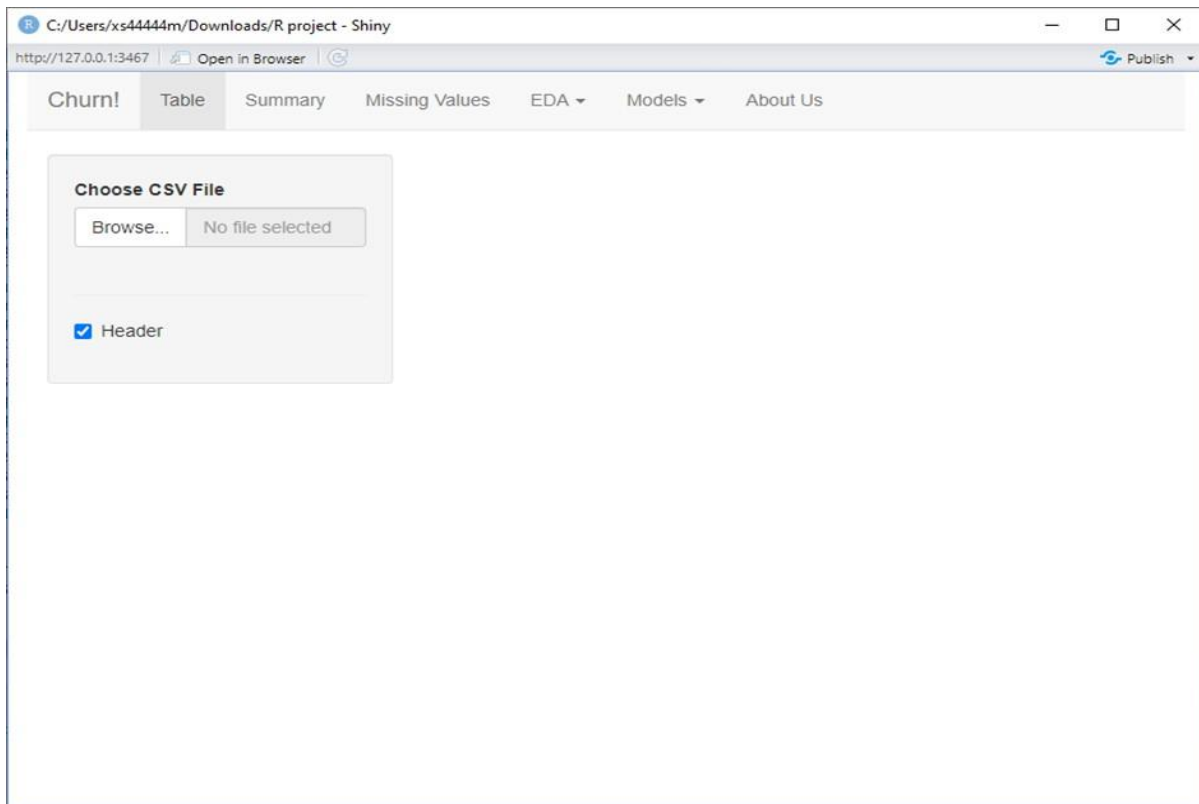 R C:/Users/xs44444m/Downloads/R project - Shiny
http://127.0.0.1:3467 Open in Browser Publish
Churn! Table Summary Missing Values EDA Models About Us
Choose CSV File
Browse... No file selected
Header